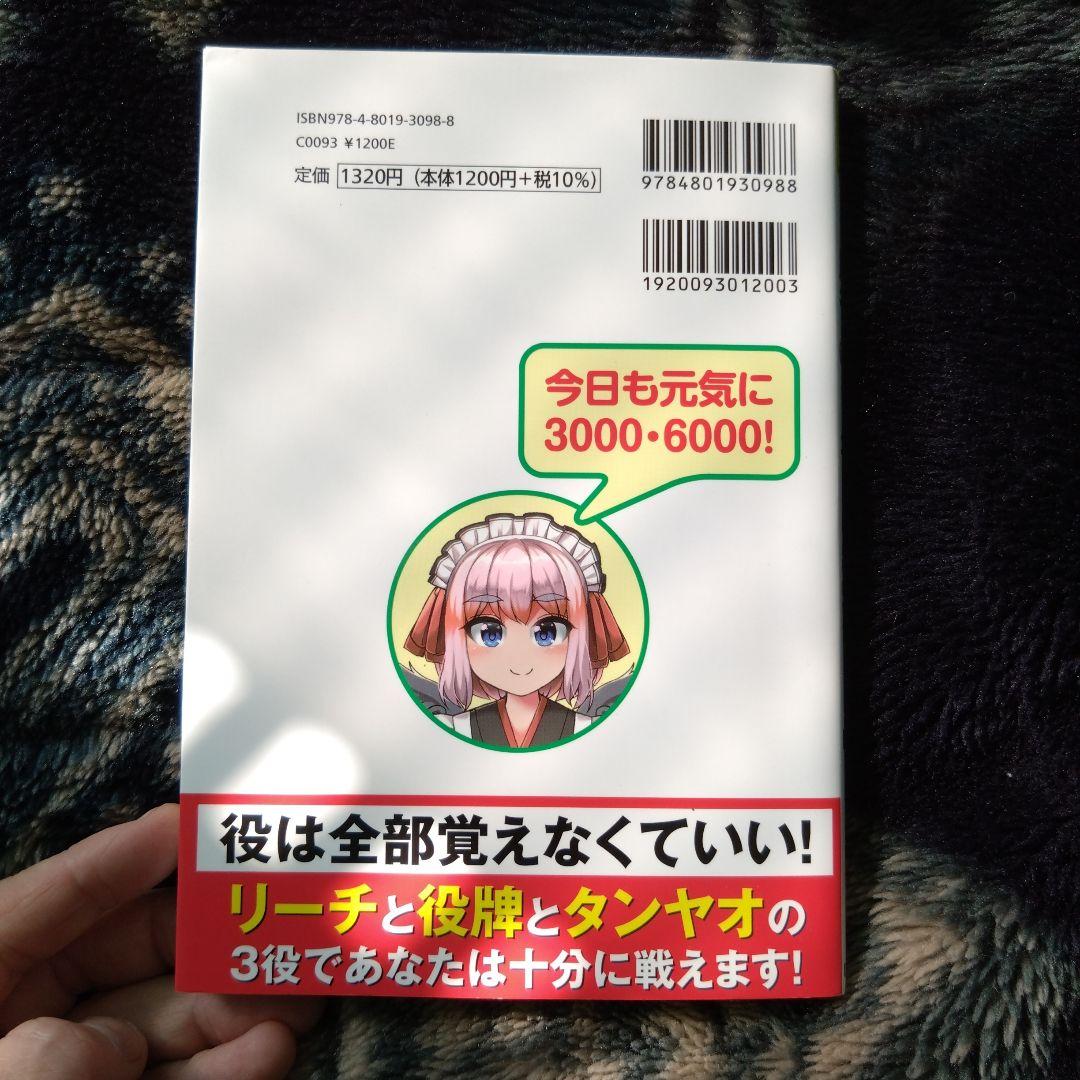 ISBN978-4-8019-3098-8
C0093 ¥1200E
定価 1320円(本体1200円+税10%)
9784801930988
1920093012003
今日も元気に
3000・6000!
役は全部覚えなくていい!
リーチと役牌とタンヤオの
3役であなたは十分に戦えます!